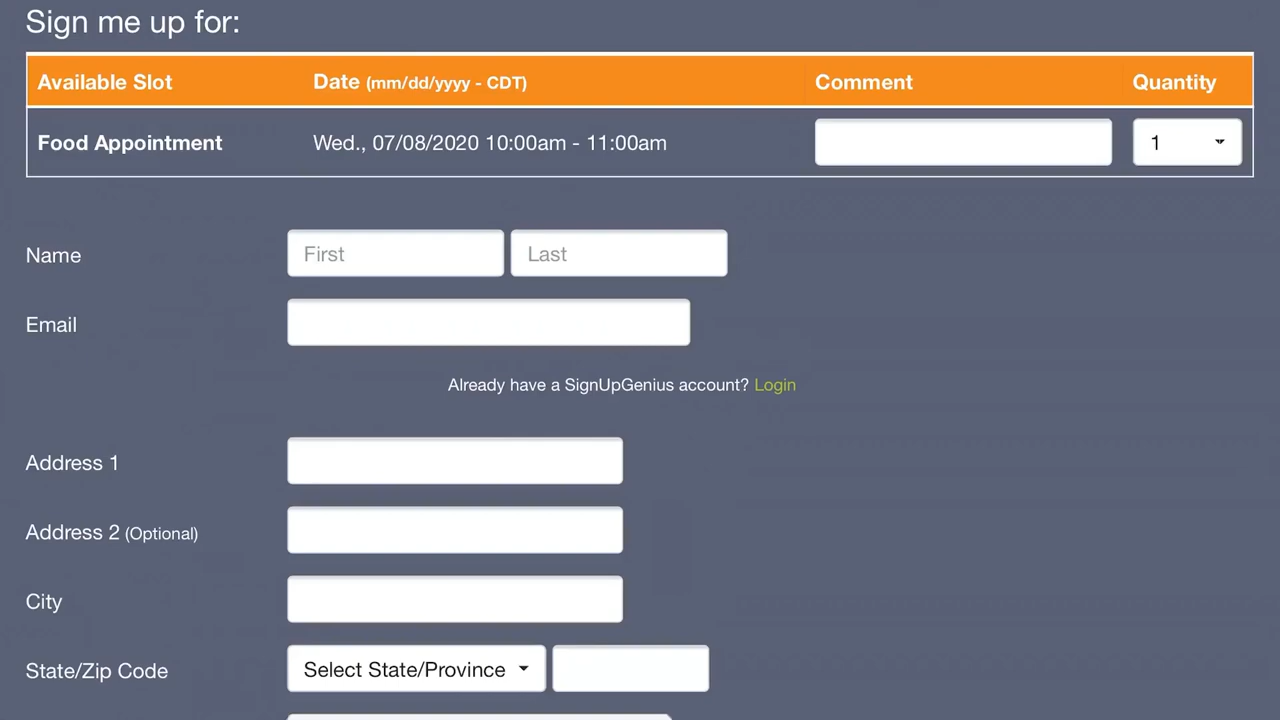 Sign me up for:
Available Slot Date (mm/dd/yyyy - CDT) Comment Quantity
Food Appointment Wed., 07/08/2020 10:00am - 11:00am 1
Name First Last
Email
Already have a SignUpGenius account? Login
Address 1
Address 2 (Optional)
City
State/Zip Code Select State/Province